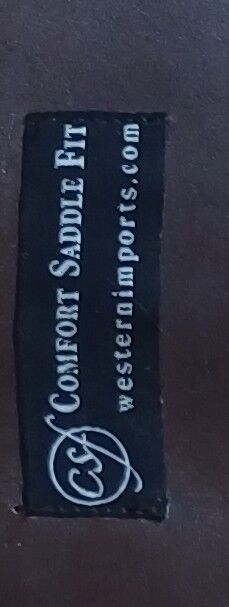 CSF COMFORT SADDLE FIT
westernimports.com